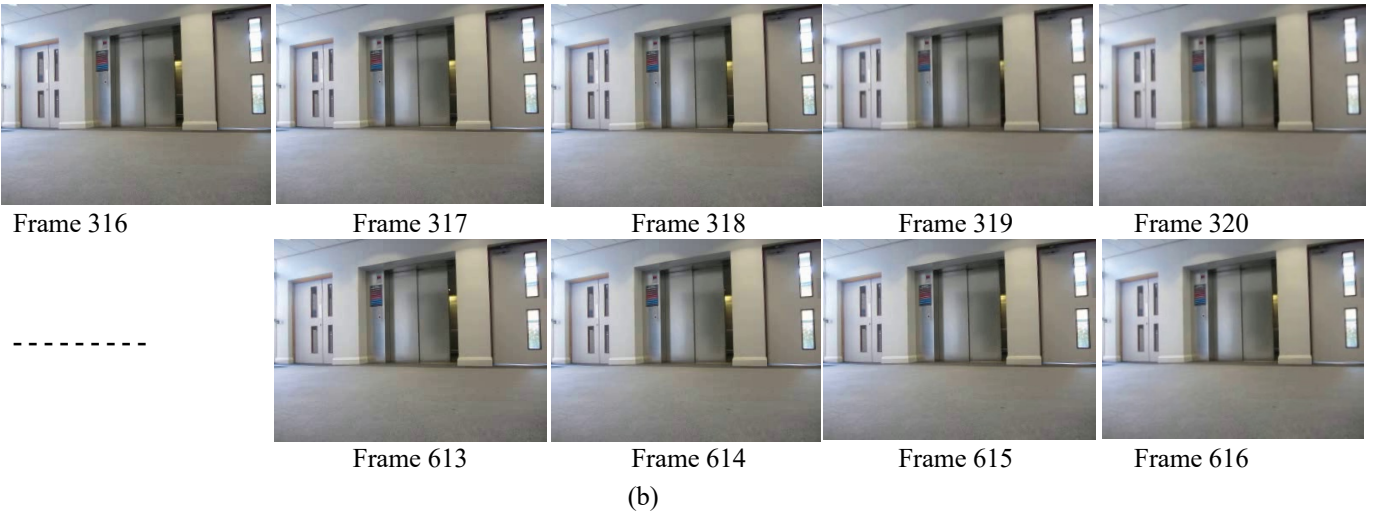 Frame 316 Frame 317 Frame 318 Frame 319 Frame 320
- - - - - - - - -
Frame 613 Frame 614 Frame 615 Frame 616
(b)